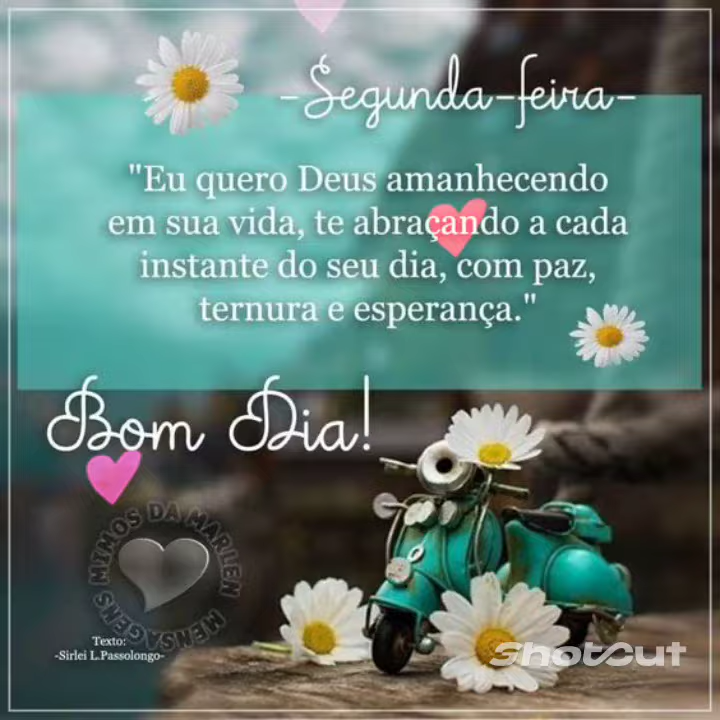 -Segunda-feira-
"Eu quero Deus amanhecendo
em sua vida, te abraçando a cada
instante do seu dia, com paz,
ternura e esperança."
Bom Dia!
MENSAGENS MIMOS DA MARILEN
Texto:
-Sirlei L.Passolongo-
ShotCut